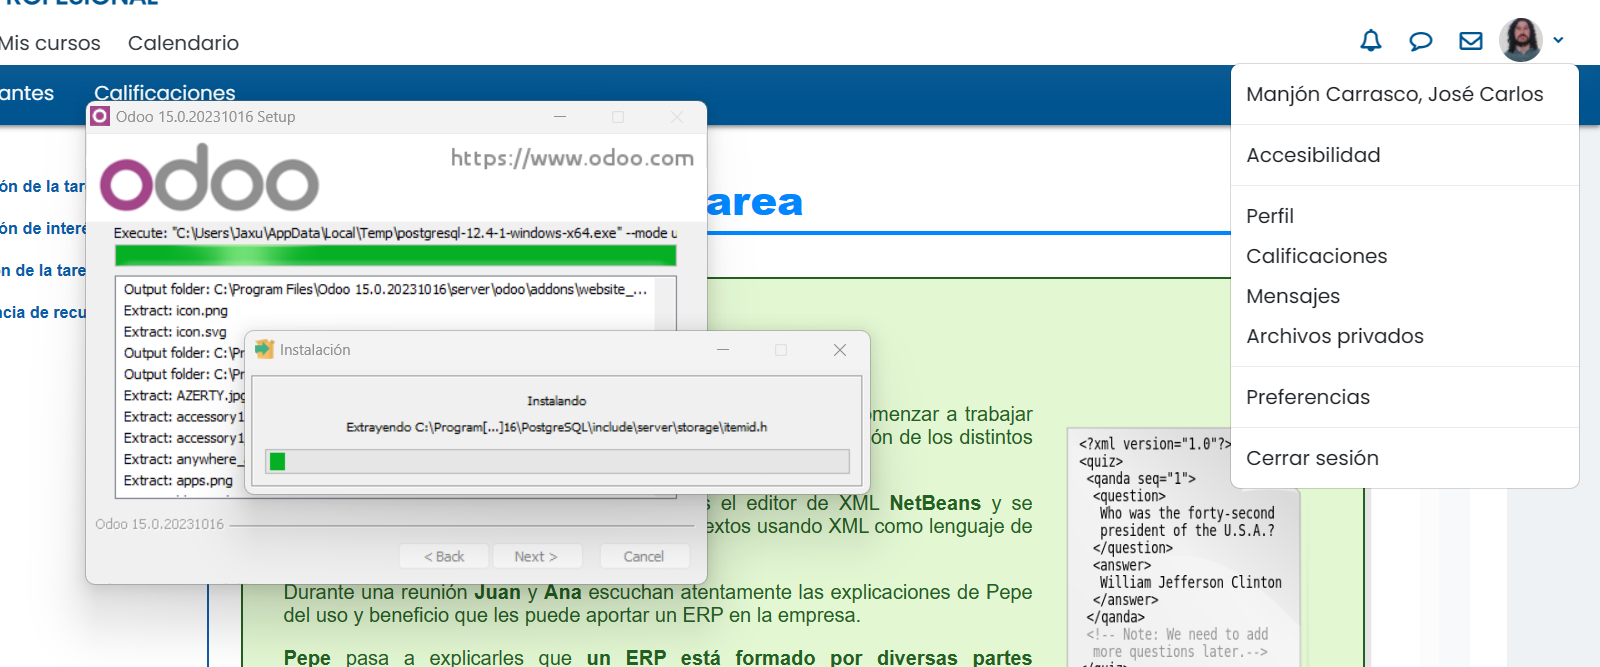 PROFESIONAL
Mis cursos
Calendario
antes
Calificaciones
Manjón Carrasco, José Carlos
Accesibilidad
Perfil
Calificaciones
Mensajes
Archivos privados
Preferencias
Cerrar sesión
ón de la tar
ón de interé
n de la tare
cia de recu
area
Odoo 15.0.20231016 Setup
odoo
https://www.odoo.com
Execute: "C:\Users\Jaxu\AppData\Local\Temp\postgresql-12.4-1-windows-x64.exe" --mode u
Output folder: C:\Program Files\Odoo 15.0.20231016\server\odoo\addons\website_...
Extract: icon.png
Extract: icon.svg
Output folder: C:\Pr
Output folder: C:\Pr
Extract: AZERTY.jpg
Extract: accessory1
Extract: accessory1
Extract: anywhere_
Extract: apps.png
Odoo 15.0.20231016
< Back
Next >
Cancel
Instalación
Instalando
Extrayendo C:\Program[...]16\PostgreSQL\include\server\storage\itemid.h
omenzar a trabajar
ón de los distintos
s el editor de XML NetBeans y se
extos usando XML como lenguaje de
Durante una reunión Juan y Ana escuchan atentamente las explicaciones de Pepe
del uso y beneficio que les puede aportar un ERP en la empresa.
Pepe pasa a explicarles que un ERP está formado por diversas partes
<?xml version="1.0"?>
<quiz>
<qanda seq="1">
<question>
Who was the forty-second
president of the U.S.A.?
</question>
<answer>
William Jefferson Clinton
</answer>
</qanda>
<!-- Note: We need to add
more questions later.-->